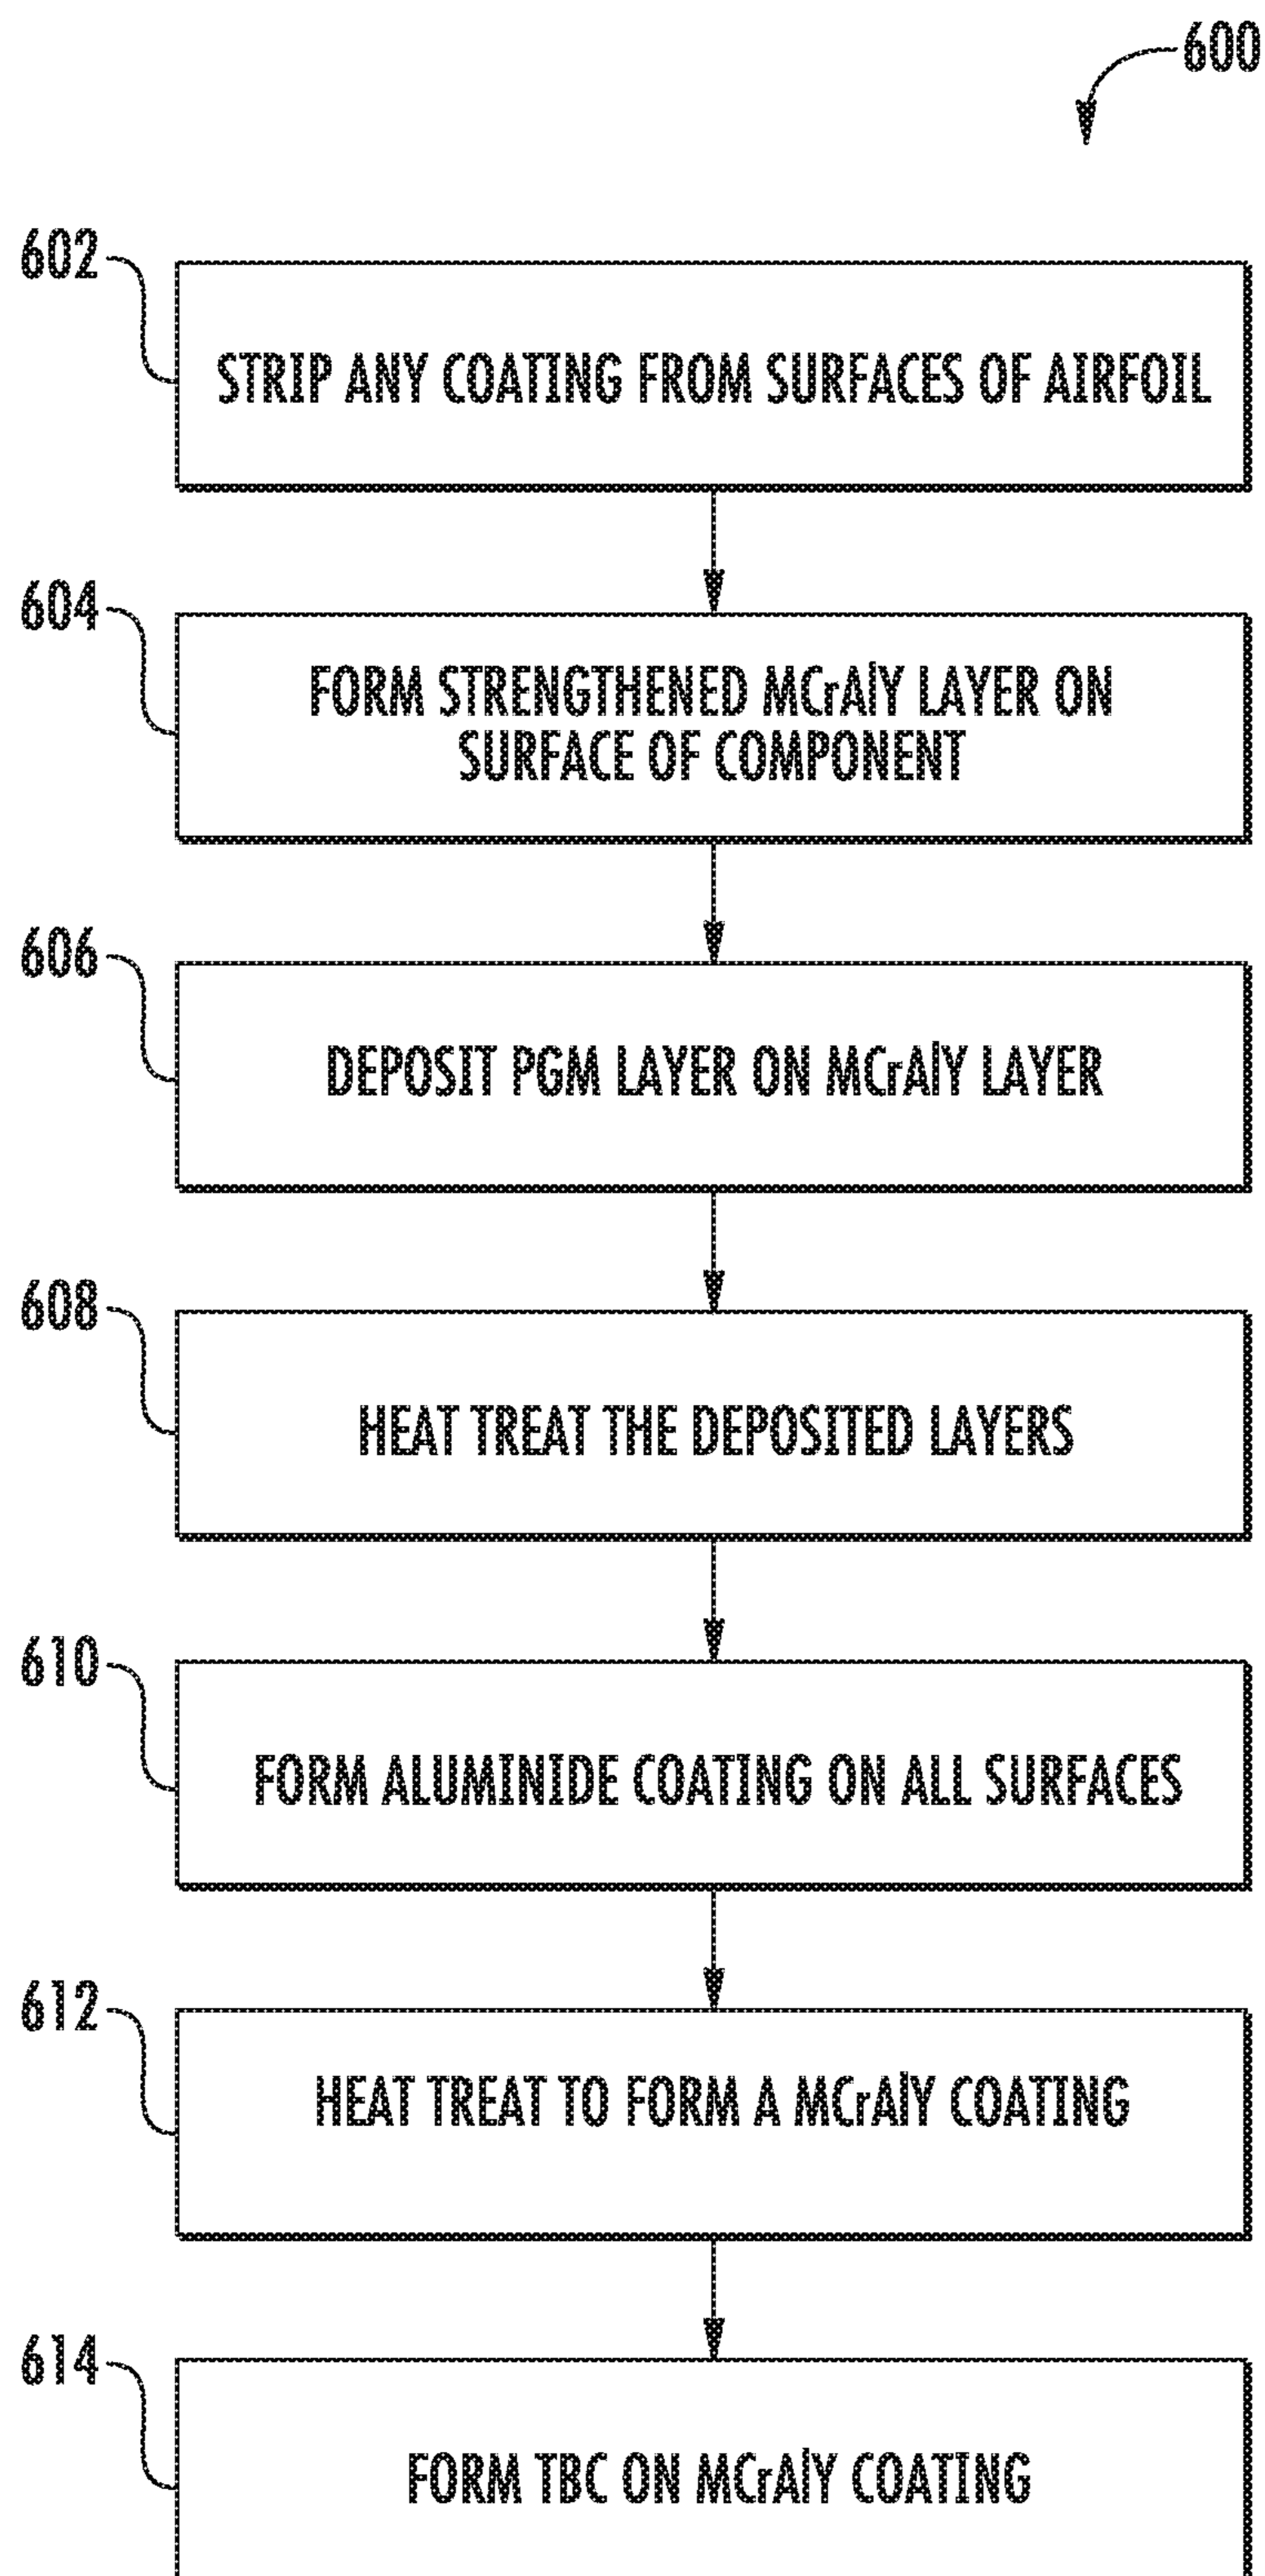 600
602
STRIP ANY COATING FROM SURFACES OF AIRFOIL
604
FORM STRENGTHENED MCrAlY LAYER ON
SURFACE OF COMPONENT
606
DEPOSIT PGM LAYER ON MCrAlY LAYER
608
HEAT TREAT THE DEPOSITED LAYERS
610
FORM ALUMINIDE COATING ON ALL SURFACES
612
HEAT TREAT TO FORM A MCrAlY COATING
614
FORM TBC ON MCrAlY COATING